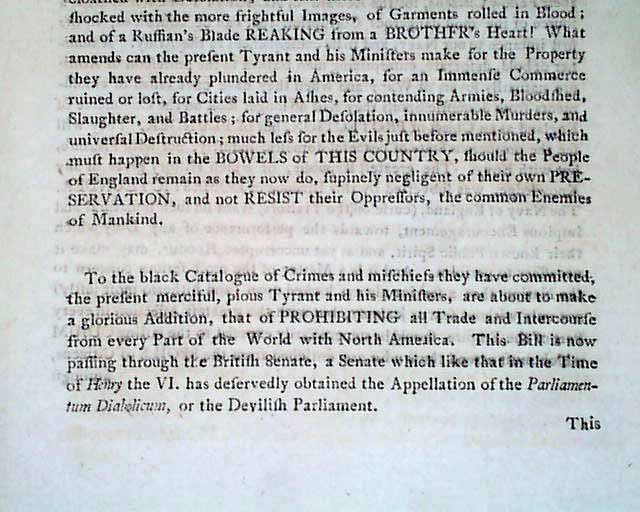 ſhocked with the more frightful Images, of Garments rolled in Blood;
and of a Ruſſian's Blade REAKING from a BROTHER's Heart! What
amends can the preſent Tyrant and his Miniſters make for the Property
they have already plundered in America, for an Immenſe Commerce
ruined or loſt, for Cities laid in Aſhes, for contending Armies, Bloodſhed,
Slaughter, and Battles; for general Deſolation, innumerable Murders, and
univerſal Deſtruction; much leſs for the Evils juſt before mentioned, which
muſt happen in the BOWELS of THIS COUNTRY, ſhould the People
of England remain as they now do, ſupinely negligent of their own PRE-
SERVATION, and not RESIST their Oppreſſors, the common Enemies
of Mankind.
To the black Catalogue of Crimes and miſchiefs they have committed,
the preſent merciful, pious Tyrant and his Miniſters, are about to make
a glorious Addition, that of PROHIBITING all Trade and Intercourſe
from every Part of the World with North America. This Bill is now
paſſing through the Britiſh Senate, a Senate which like that in the Time
of Henry the VI. has deſervedly obtained the Appellation of the Parliamen-
tum Diabolicum, or the Deviliſh Parliament.
This